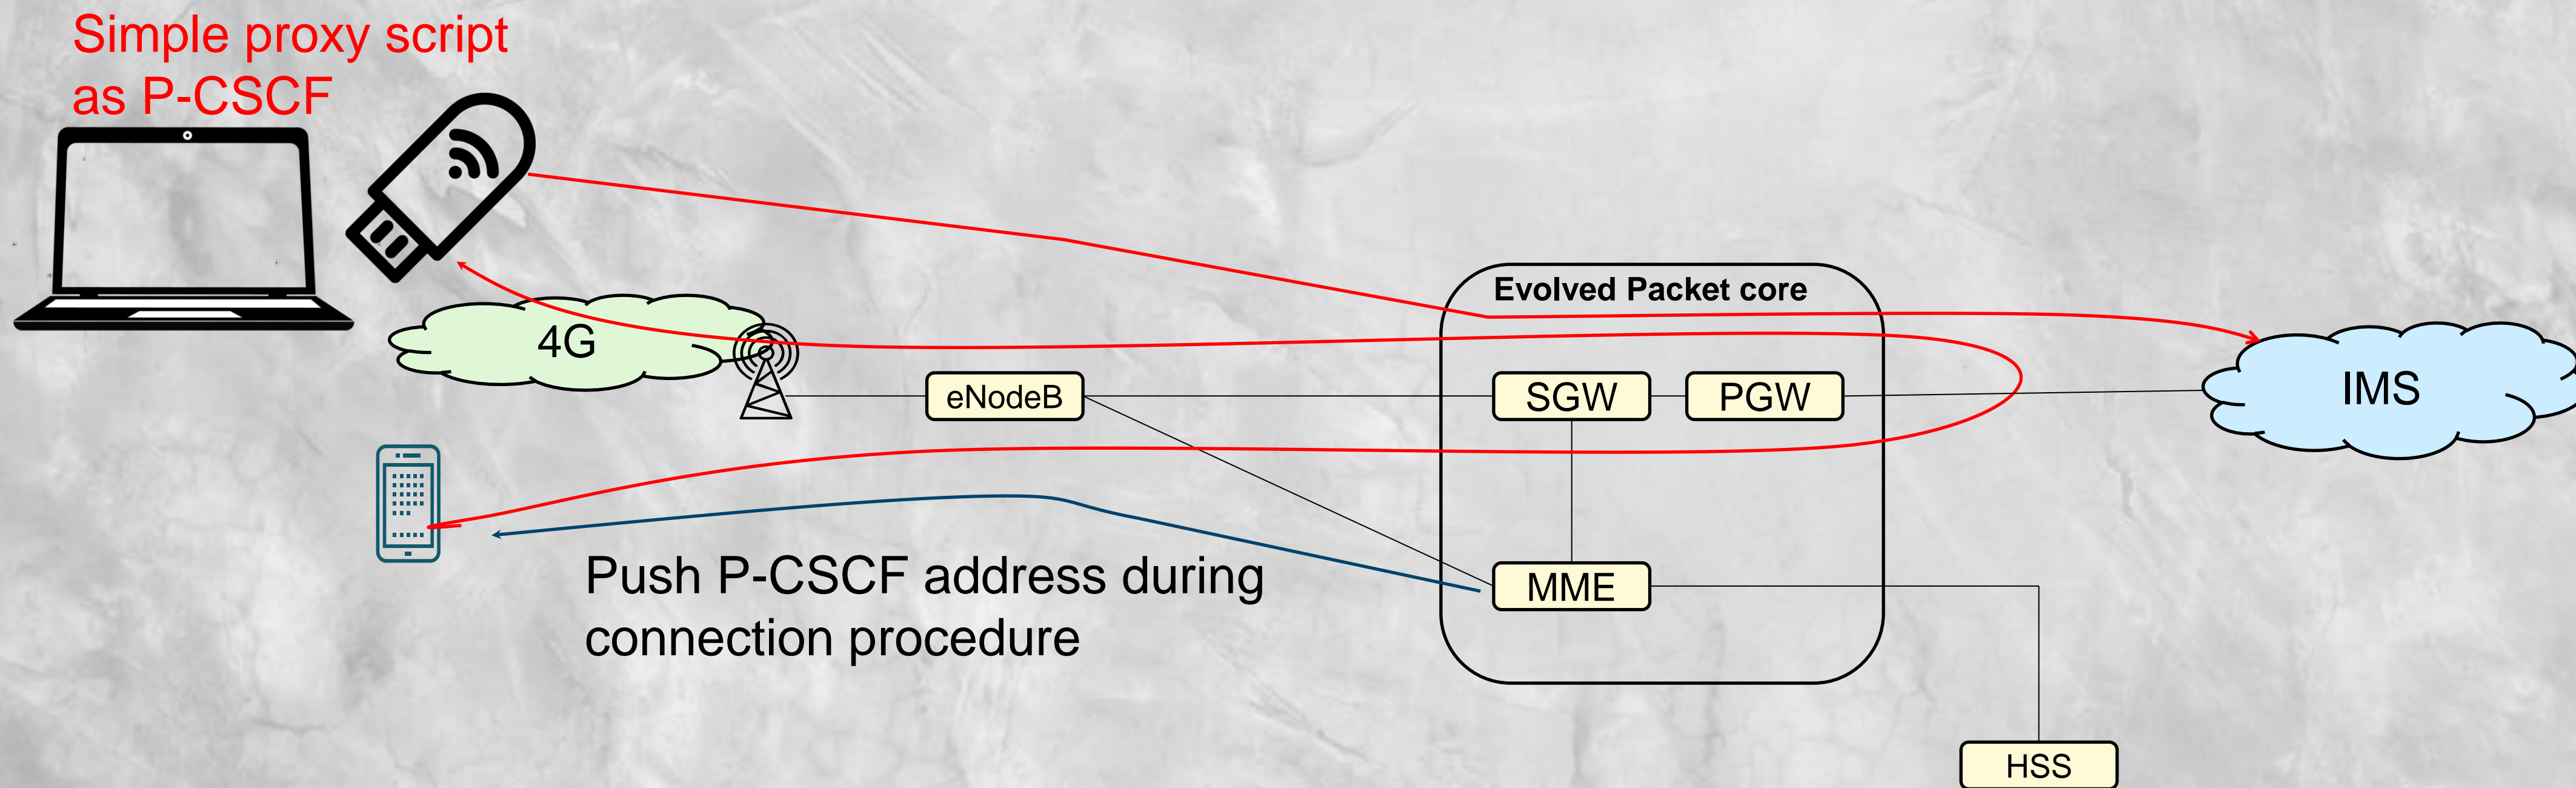 Simple proxy script
as P-CSCF
Evolved Packet core
4G
eNodeB
SGW
PGW
IMS
Push P-CSCF address during
connection procedure
MME
HSS